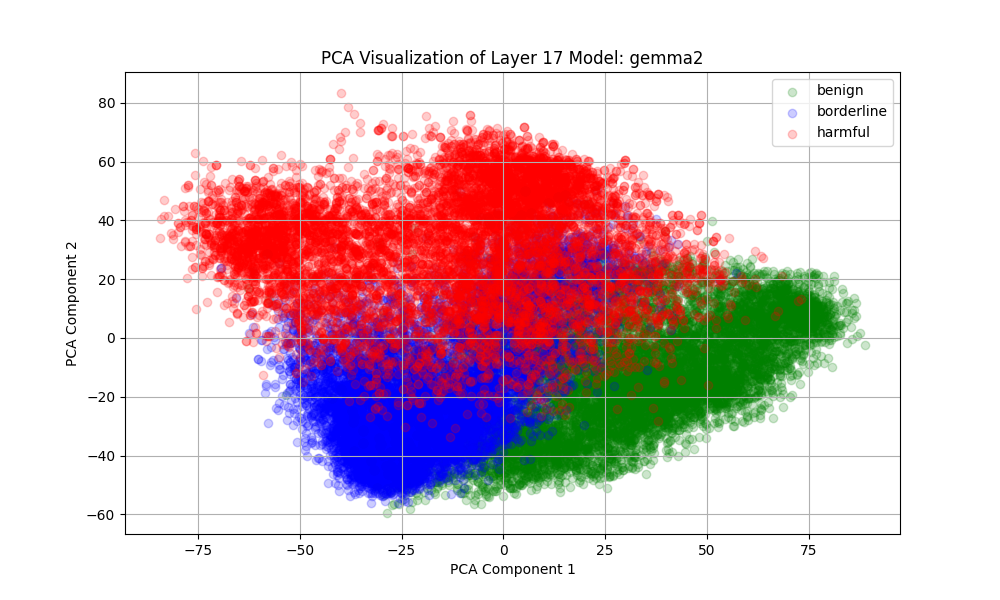 PCA Visualization of Layer 17 Model: gemma2
benign
borderline
harmful
PCA Component 2
80
60
40
20
0
−20
−40
−60
−75
−50
−25
0
25
50
75
PCA Component 1